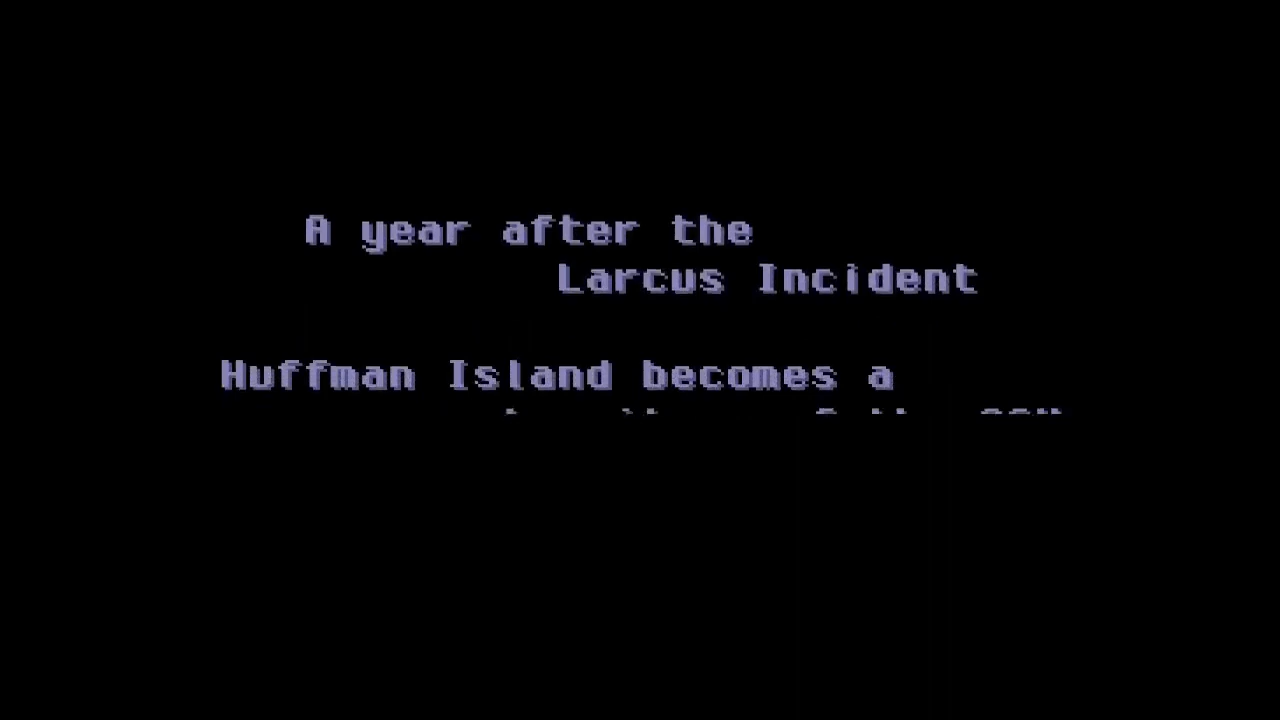 A year after the
Larcus Incident
Huffman Island becomes a